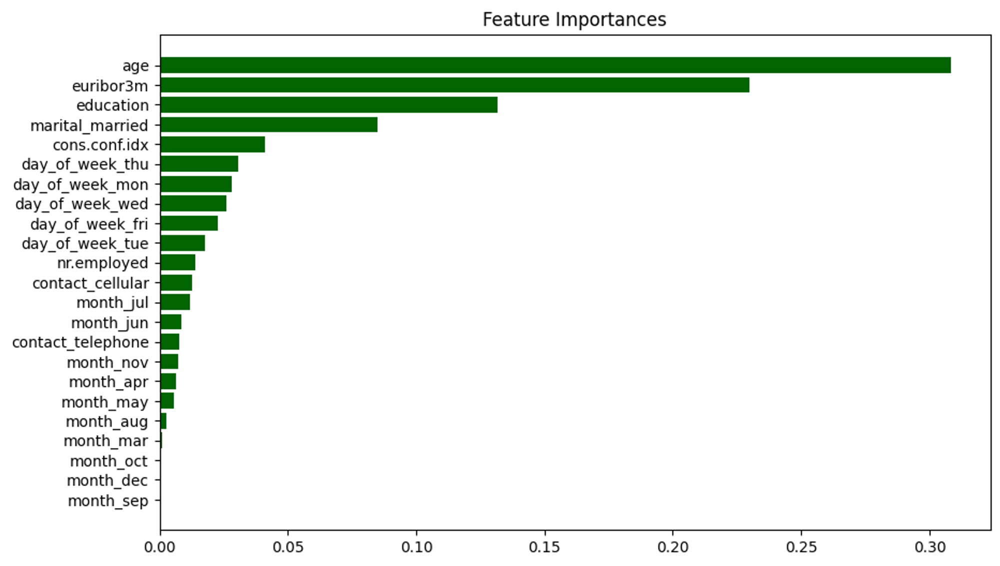 Feature Importances
age
euribor3m
education
marital_married
cons.conf.idx
day_of_week_thu
day_of_week_mon
day_of_week_wed
day_of_week_fri
day_of_week_tue
nr.employed
contact_cellular
month_jul
month_jun
contact_telephone
month_nov
month_apr
month_may
month_aug
month_mar
month_oct
month_dec
month_sep
0.00 0.05 0.10 0.15 0.20 0.25 0.30